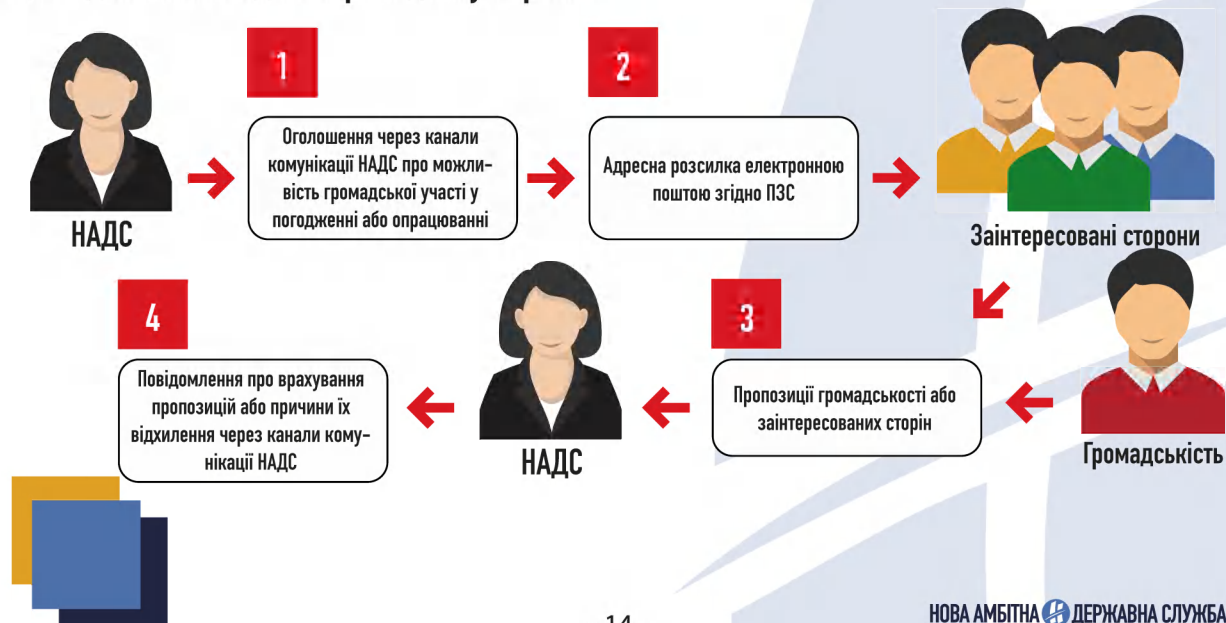 1
2
Оголошення через канали
комунікації НАДС про можли-
вість громадської участі у
погодженні або опрацюванні
Адресна розсилка електронною
поштою згідно ПЗС
НАДС
Заінтересовані сторони
4
3
Повідомлення про врахування
пропозицій або причини їх
відхилення через канали кому-
нікації НАДС
Пропозиції громадськості або
заінтересованих сторін
НАДС
Громадськість
14
НОВА АМБІТНА ДЕРЖАВНА СЛУЖБА